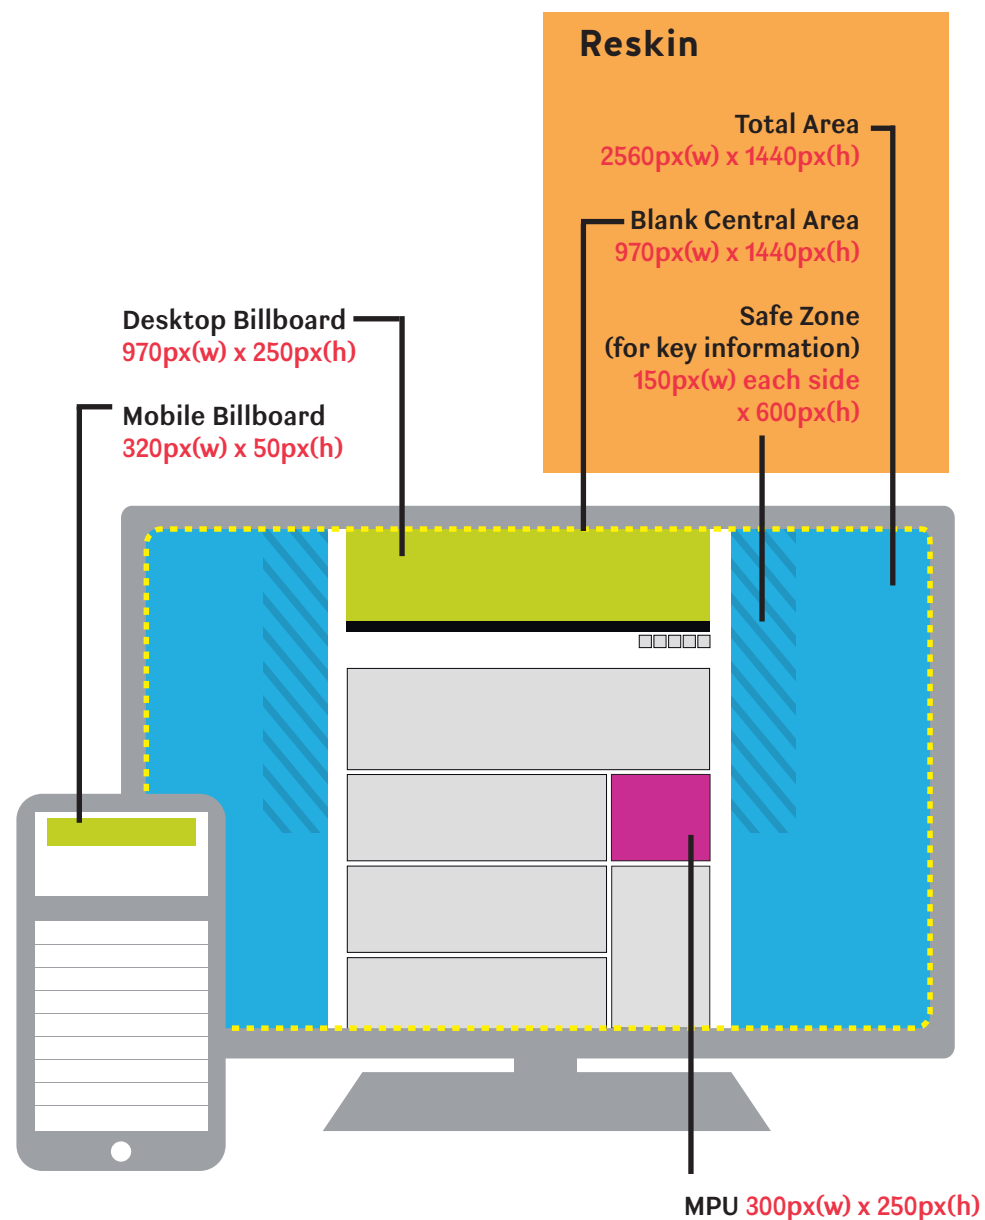 Reskin
Total Area
2560px(w) x 1440px(h)
Blank Central Area
970px(w) x 1440px(h)
Safe Zone
(for key information)
150px(w) each side
x 600px(h)
Desktop Billboard
970px(w) x 250px(h)
Mobile Billboard
320px(w) x 50px(h)
MPU 300px(w) x 250px(h)